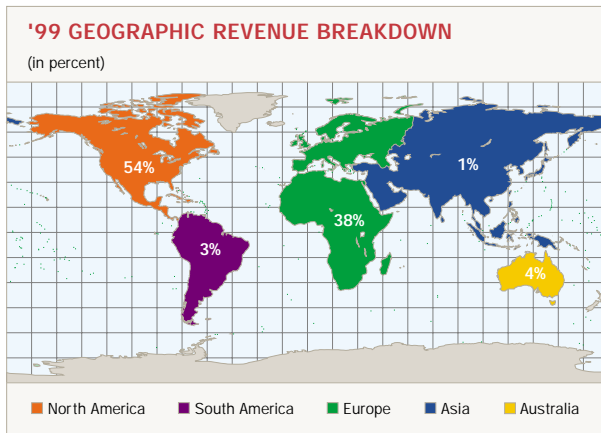 '99 GEOGRAPHIC REVENUE BREAKDOWN
(in percent)
54%
1%
38%
3%
4%
North America South America Europe Asia Australia